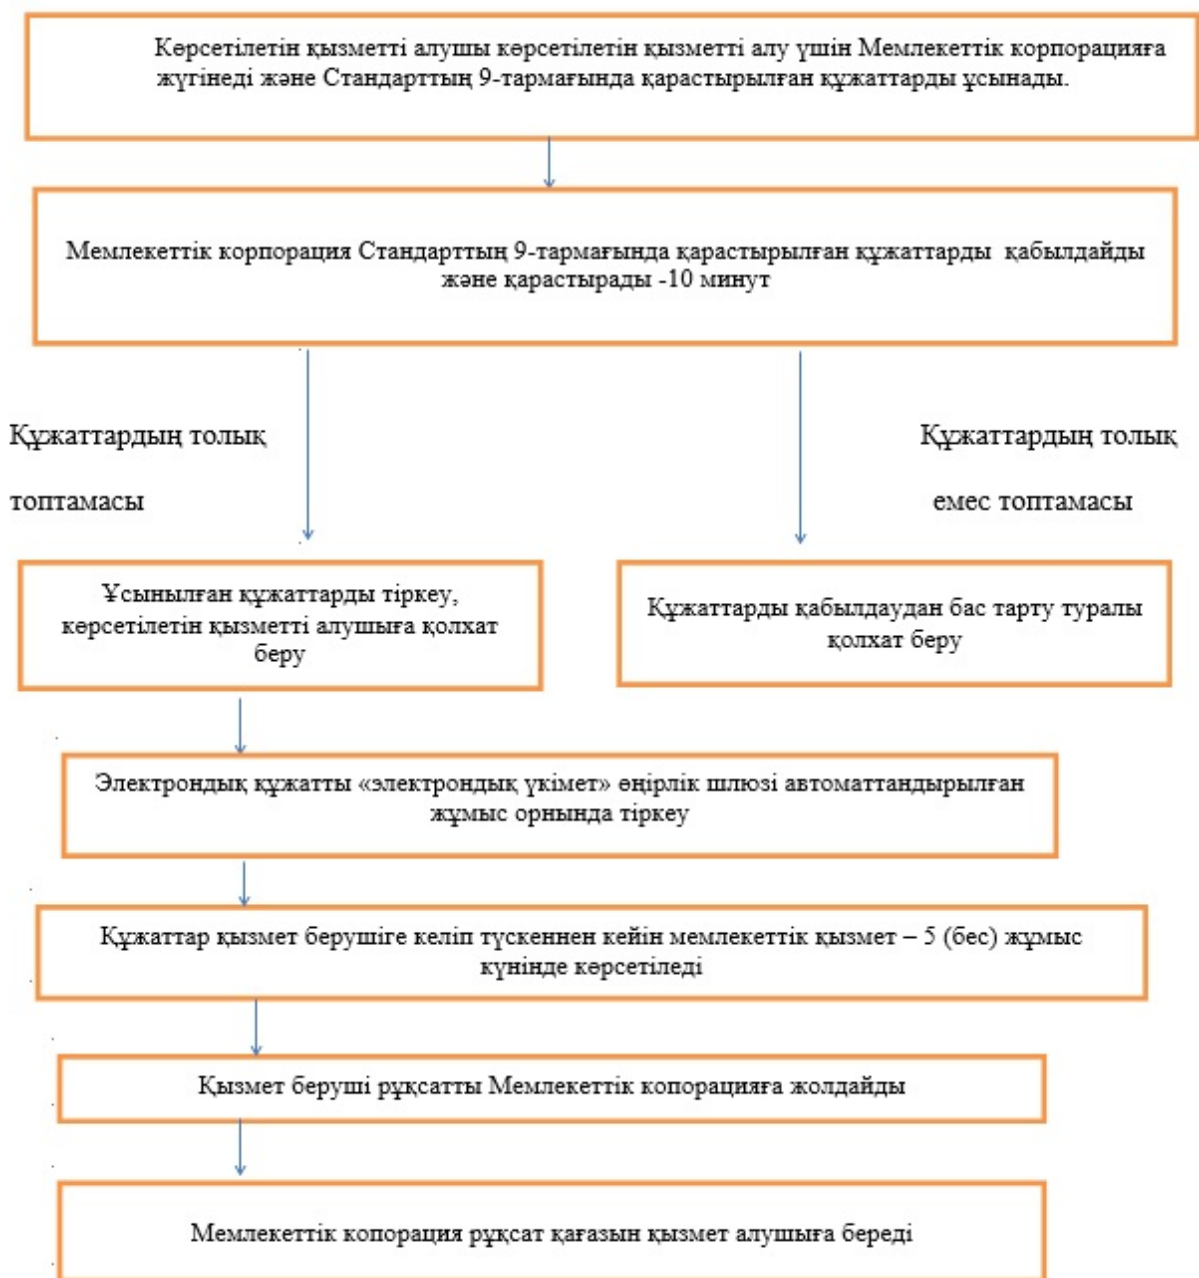 Көрсетілетін қызметті алушы көрсетілетін қызметті алу үшін Мемлекеттік корпорацияға
жүгінеді және Стандарттың 9-тармағында қарастырылған құжаттарды ұсынады.
Мемлекеттік корпорация Стандарттың 9-тармағында қарастырылған құжаттарды қабылдайды
және қарастырады -10 минут
Құжаттардың толық
топтамасы
Құжаттардың толық
емес топтамасы
Ұсынылған құжаттарды тіркеу,
көрсетілетін қызметті алушыға қолхат
беру
Құжаттарды қабылдаудан бас тарту туралы
қолхат беру
Электрондық құжатты «электрондық үкімет» өңірлік шлюзі автоматтандырылған
жұмыс орнында тіркеу
Құжаттар қызмет берушіге келіп түскеннен кейін мемлекеттік қызмет – 5 (бес) жұмыс
күнінде көрсетіледі
Қызмет беруші рұқсатты Мемлекеттік копорацияға жолдайды
Мемлекеттік копорация рұқсат қағазын қызмет алушыға береді